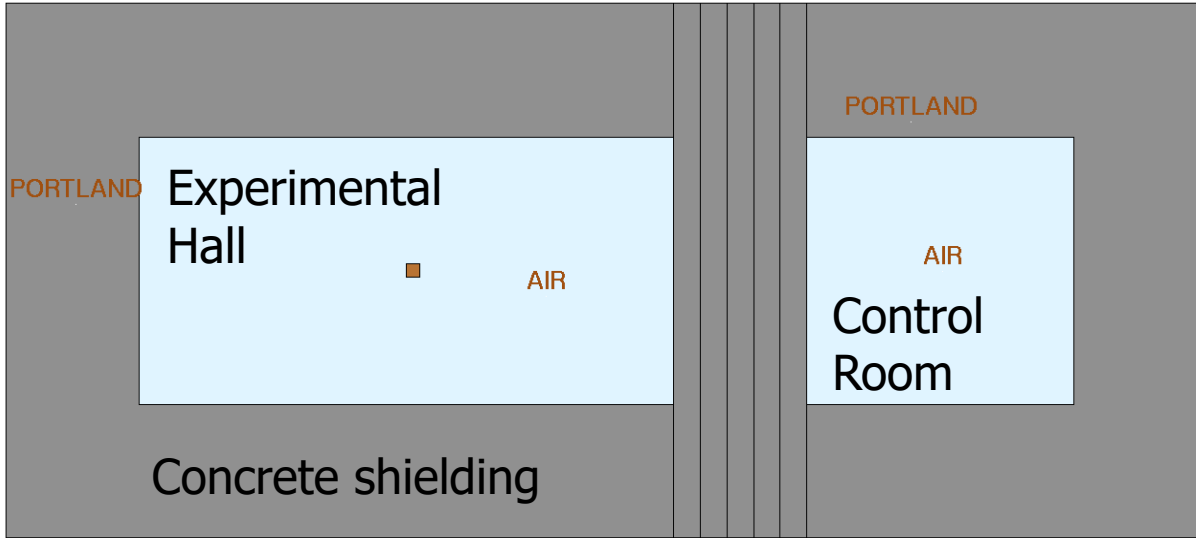 PORTLAND
PORTLAND
Experimental
Hall
AIR
AIR
Control
Room
Concrete shielding